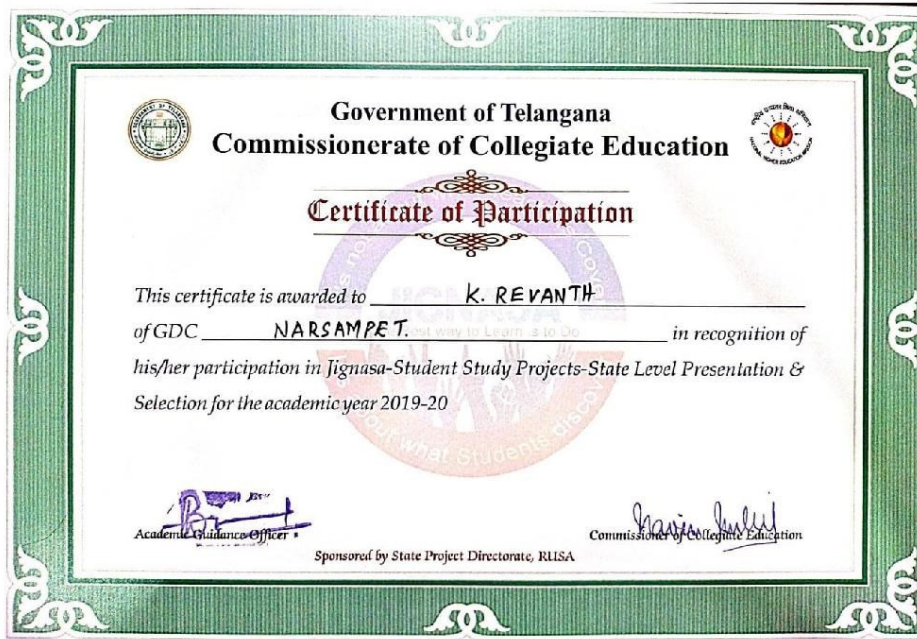 Government of Telangana
Commissionerate of Collegiate Education
Certificate of Participation
This certificate is awarded to K. REVANTH
of GDC NARSAMPET. in recognition of
his/her participation in Jignasa-Student Study Projects-State Level Presentation &
Selection for the academic year 2019-20
Academic Guidance Officer
Commissioner of Collegiate Education
Sponsored by State Project Directorate, RUSA